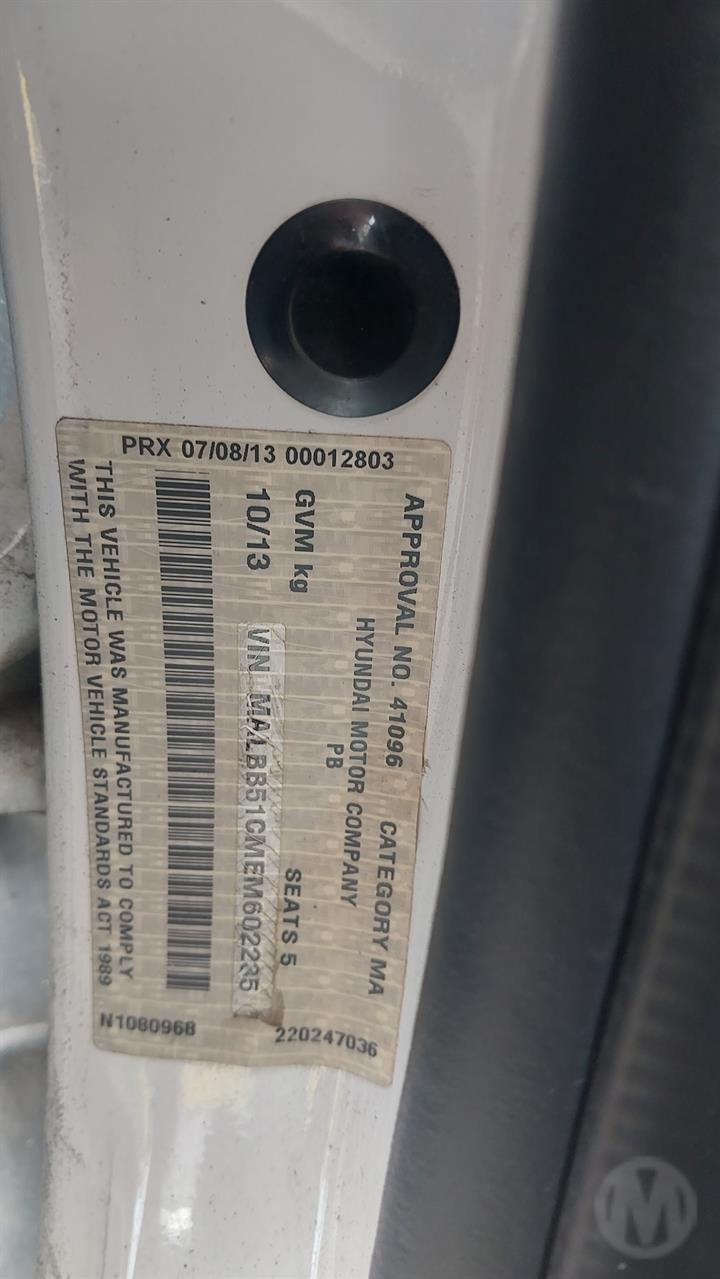 PRX 07/08/13 00012803
APPROVAL NO. 41096 CATEGORY MA
HYUNDAI MOTOR COMPANY
PB
GVM kg SEATS 5
10/13 VIN MALBB51CMEM602235
THIS VEHICLE WAS MANUFACTURED TO COMPLY
WITH THE MOTOR VEHICLE STANDARDS ACT 1989
N1080968
220247036
M